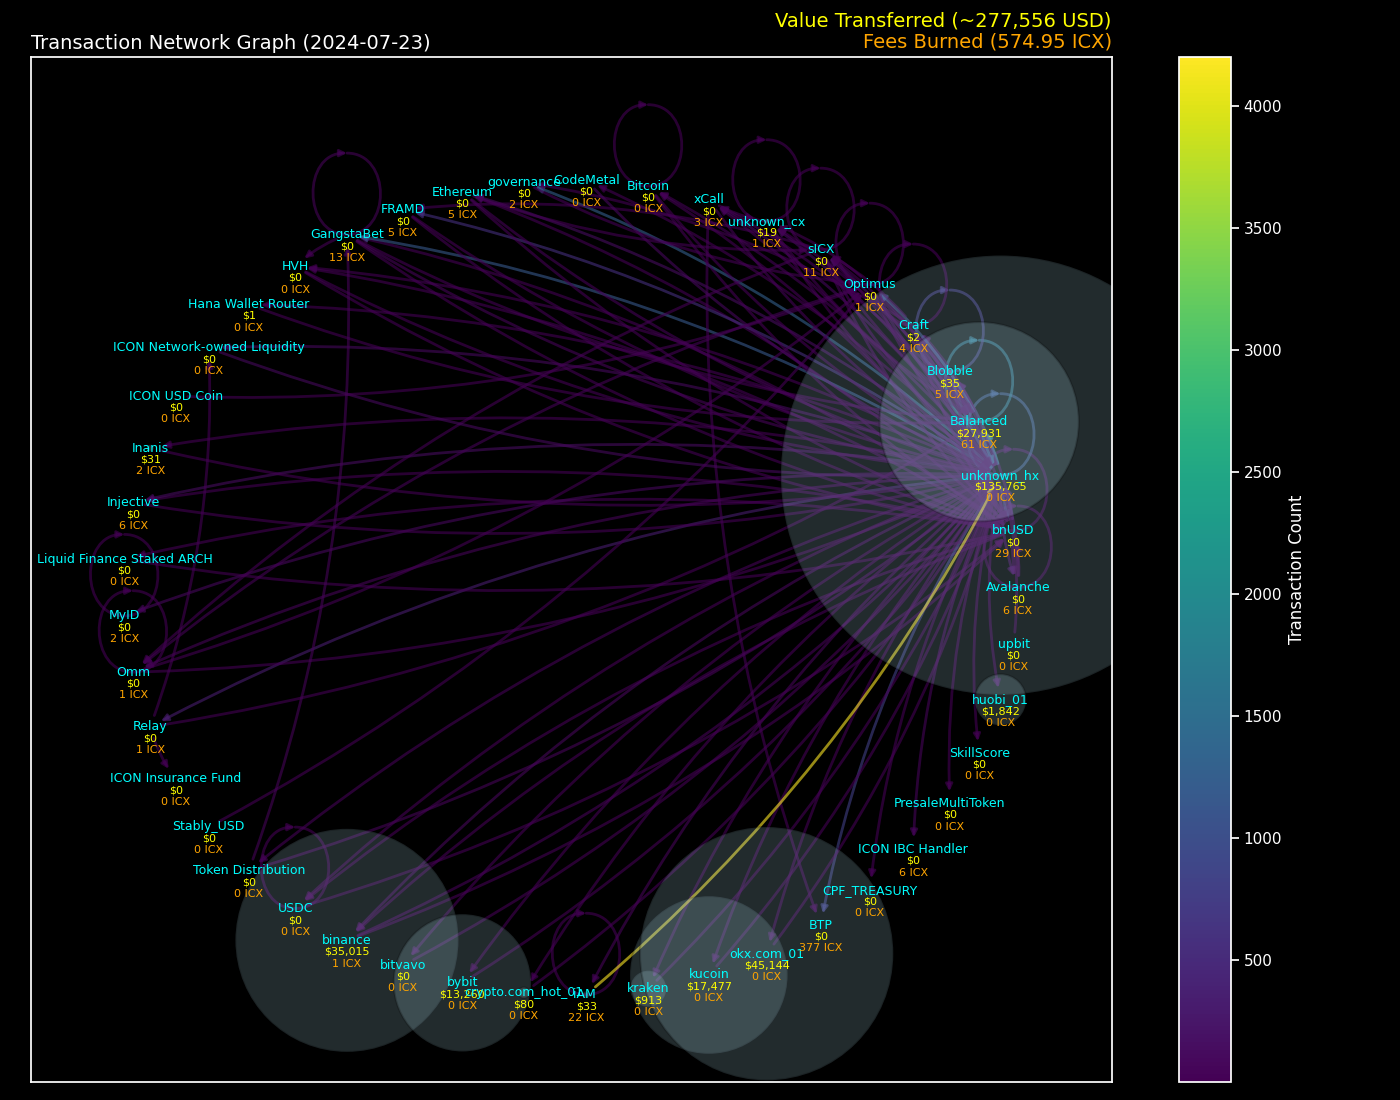 Value Transferred (~277,556 USD)
Transaction Network Graph (2024-07-23)
Fees Burned (574.95 ICX)
Bitcoin
$0
0 ICX
CodeMetal
$0
0 ICX
governance
$0
2 ICX
Ethereum
$0
5 ICX
FRAMD
$0
5 ICX
GangstaBet
$0
13 ICX
HVH
$0
0 ICX
Hana Wallet Router
$1
0 ICX
ICON Network-owned Liquidity
$0
0 ICX
ICON USD Coin
$0
0 ICX
Inanis
$31
2 ICX
Injective
$0
6 ICX
Liquid Finance Staked ARCH
$0
0 ICX
MyID
$0
2 ICX
Omm
$0
1 ICX
Relay
$0
1 ICX
ICON Insurance Fund
$0
0 ICX
Stably_USD
$0
0 ICX
Token Distribution
$0
0 ICX
USDC
$0
0 ICX
binance
$35,015
1 ICX
bitvavo
$0
0 ICX
bybit
$13,260
0 ICX
crypto.com_hot_01
$80
0 ICX
IAM
$33
22 ICX
kraken
$913
0 ICX
kucoin
$17,477
0 ICX
okx.com_01
$45,144
0 ICX
BTP
$0
377 ICX
CPF_TREASURY
$0
0 ICX
ICON IBC Handler
$0
6 ICX
PresaleMultiToken
$0
0 ICX
SkillScore
$0
0 ICX
huobi_01
$1,842
0 ICX
upbit
$0
0 ICX
Avalanche
$0
6 ICX
bnUSD
$0
29 ICX
unknown_hx
$135,765
0 ICX
Balanced
$27,931
61 ICX
Blobble
$35
5 ICX
Craft
$2
4 ICX
Optimus
$0
1 ICX
sICX
$0
11 ICX
unknown_cx
$19
1 ICX
xCall
$0
3 ICX
4000
3500
3000
2500
2000
1500
1000
500
Transaction Count